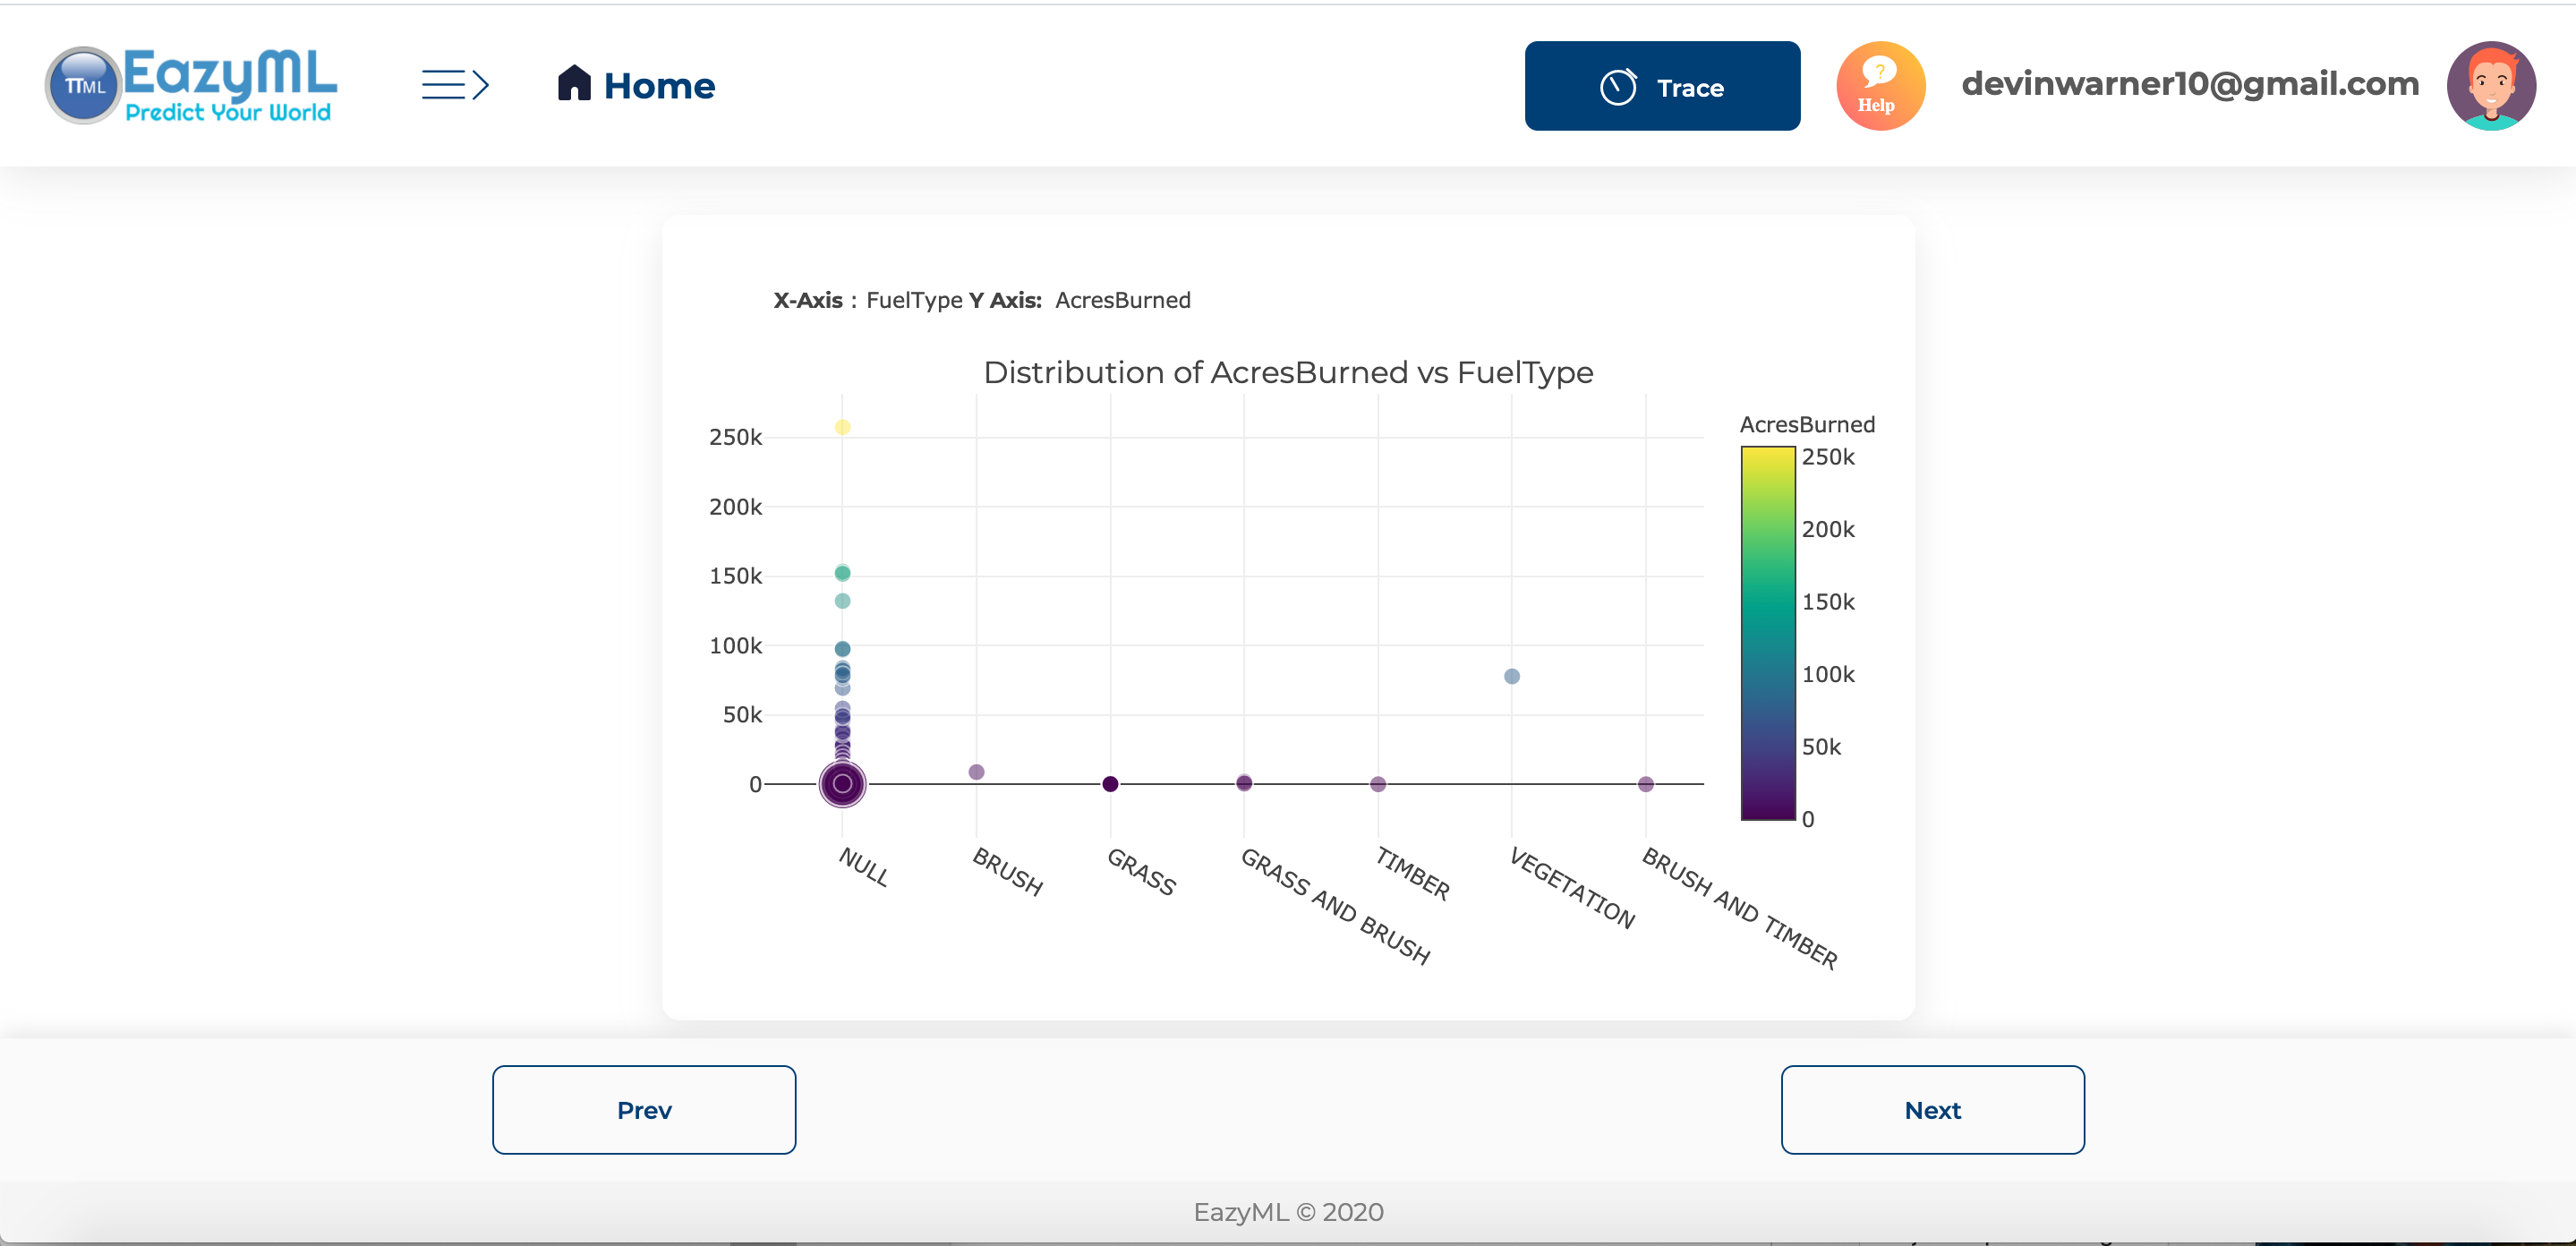 TTML
EazyML
Predict Your World
Home
Trace
?
Help
devinwarner10@gmail.com
X-Axis : FuelType Y Axis: AcresBurned
Distribution of AcresBurned vs FuelType
250k
200k
150k
100k
50k
0
NULL
BRUSH
GRASS
GRASS AND BRUSH
TIMBER
VEGETATION
BRUSH AND TIMBER
AcresBurned
250k
200k
150k
100k
50k
0
Prev
Next
EazyML © 2020